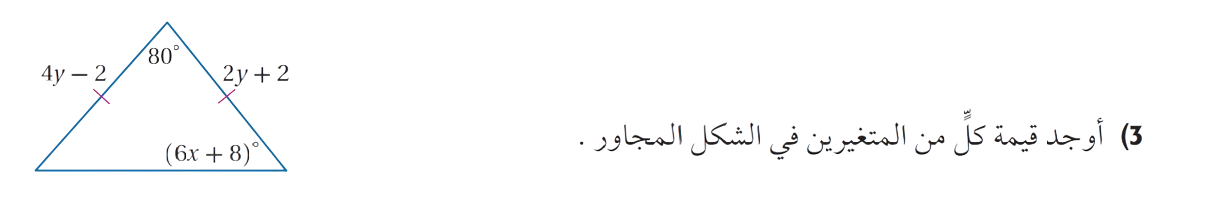 80°
4y − 2
2y + 2
(6x + 8)°
3) أوجد قيمة كلٍّ من المتغيرين في الشكل المجاور .